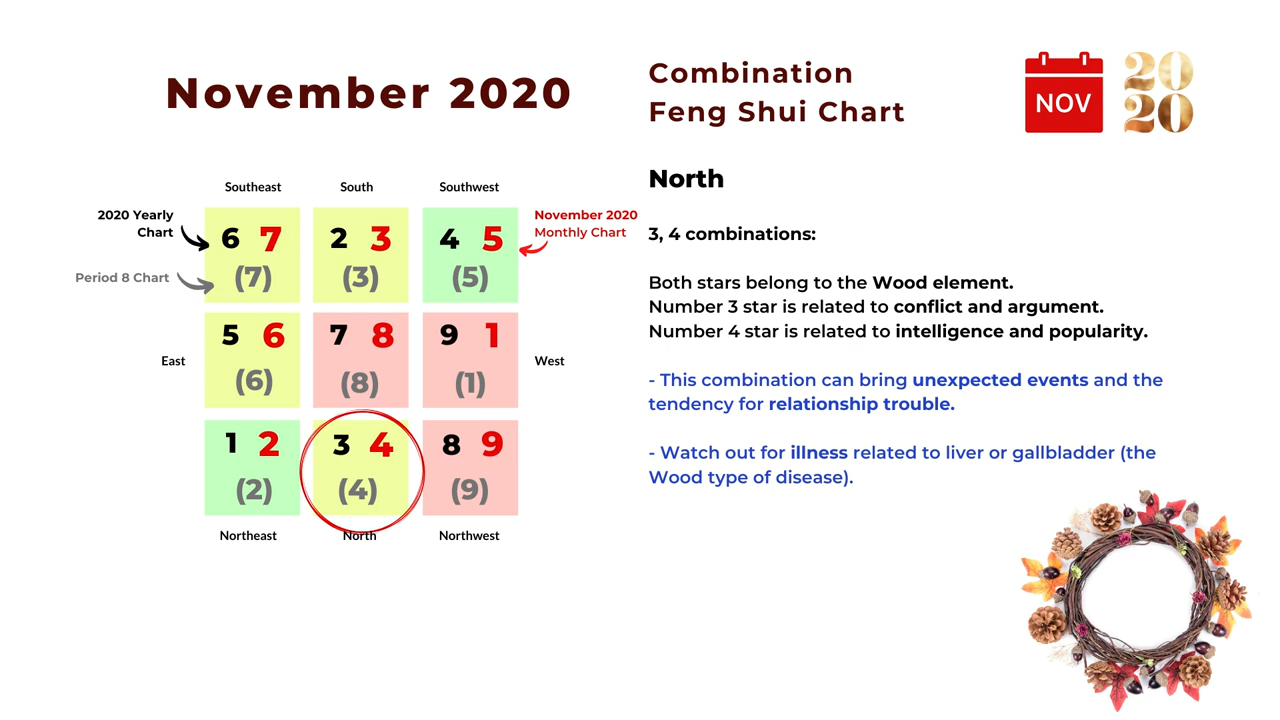 November 2020
Combination
Feng Shui Chart
NOV
20
20
Southeast
South
Southwest
2020 Yearly
Chart
November 2020
Monthly Chart
Period 8 Chart
6 7
(7)
2 3
(3)
4 5
(5)
East
5 6
(6)
7 8
(8)
9 1
(1)
West
1 2
(2)
3 4
(4)
8 9
(9)
Northeast
North
Northwest
North
3, 4 combinations:
Both stars belong to the Wood element.
Number 3 star is related to conflict and argument.
Number 4 star is related to intelligence and popularity.
- This combination can bring unexpected events and the
tendency for relationship trouble.
- Watch out for illness related to liver or gallbladder (the
Wood type of disease).